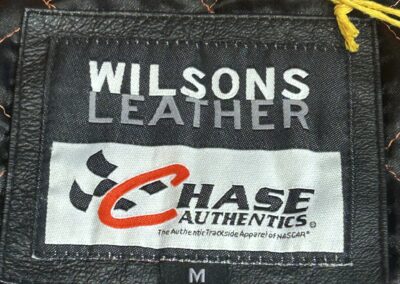 WILSONS
LEATHER
CHASE
AUTHENTICS®
The Authentic Trackside Apparel of NASCAR®
M